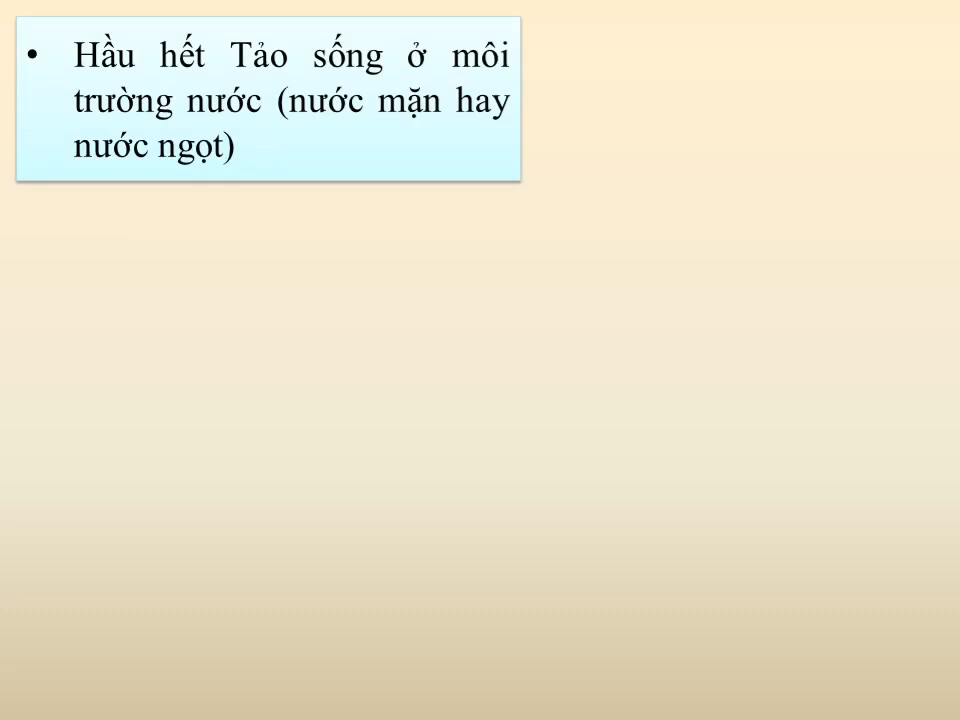 • Hầu hết Tảo sống ở môi
trường nước (nước mặn hay
nước ngọt)